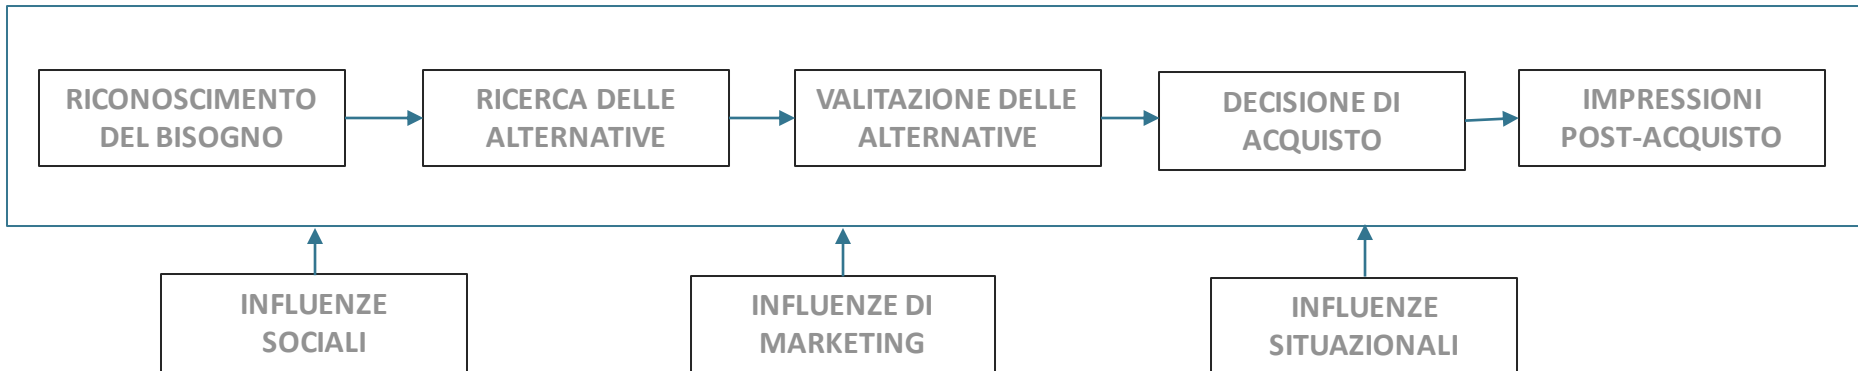 RICONOSCIMENTO
DEL BISOGNO
RICERCA DELLE
ALTERNATIVE
VALITAZIONE DELLE
ALTERNATIVE
DECISIONE DI
ACQUISTO
IMPRESSIONI
POST-ACQUISTO
INFLUENZE
SOCIALI
INFLUENZE DI
MARKETING
INFLUENZE
SITUAZIONALI